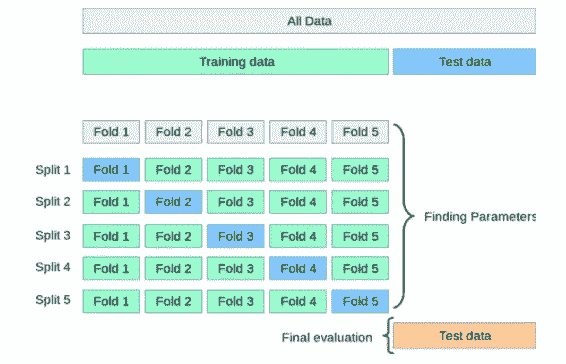 All Data
Training data Test data
Fold 1 Fold 2 Fold 3 Fold 4 Fold 5
Split 1 Fold 1 Fold 2 Fold 3 Fold 4 Fold 5
Split 2 Fold 1 Fold 2 Fold 3 Fold 4 Fold 5
Finding Parameters
Split 3 Fold 1 Fold 2 Fold 3 Fold 4 Fold 5
Split 4 Fold 1 Fold 2 Fold 3 Fold 4 Fold 5
Split 5 Fold 1 Fold 2 Fold 3 Fold 4 Fold 5
Final evaluation Test data